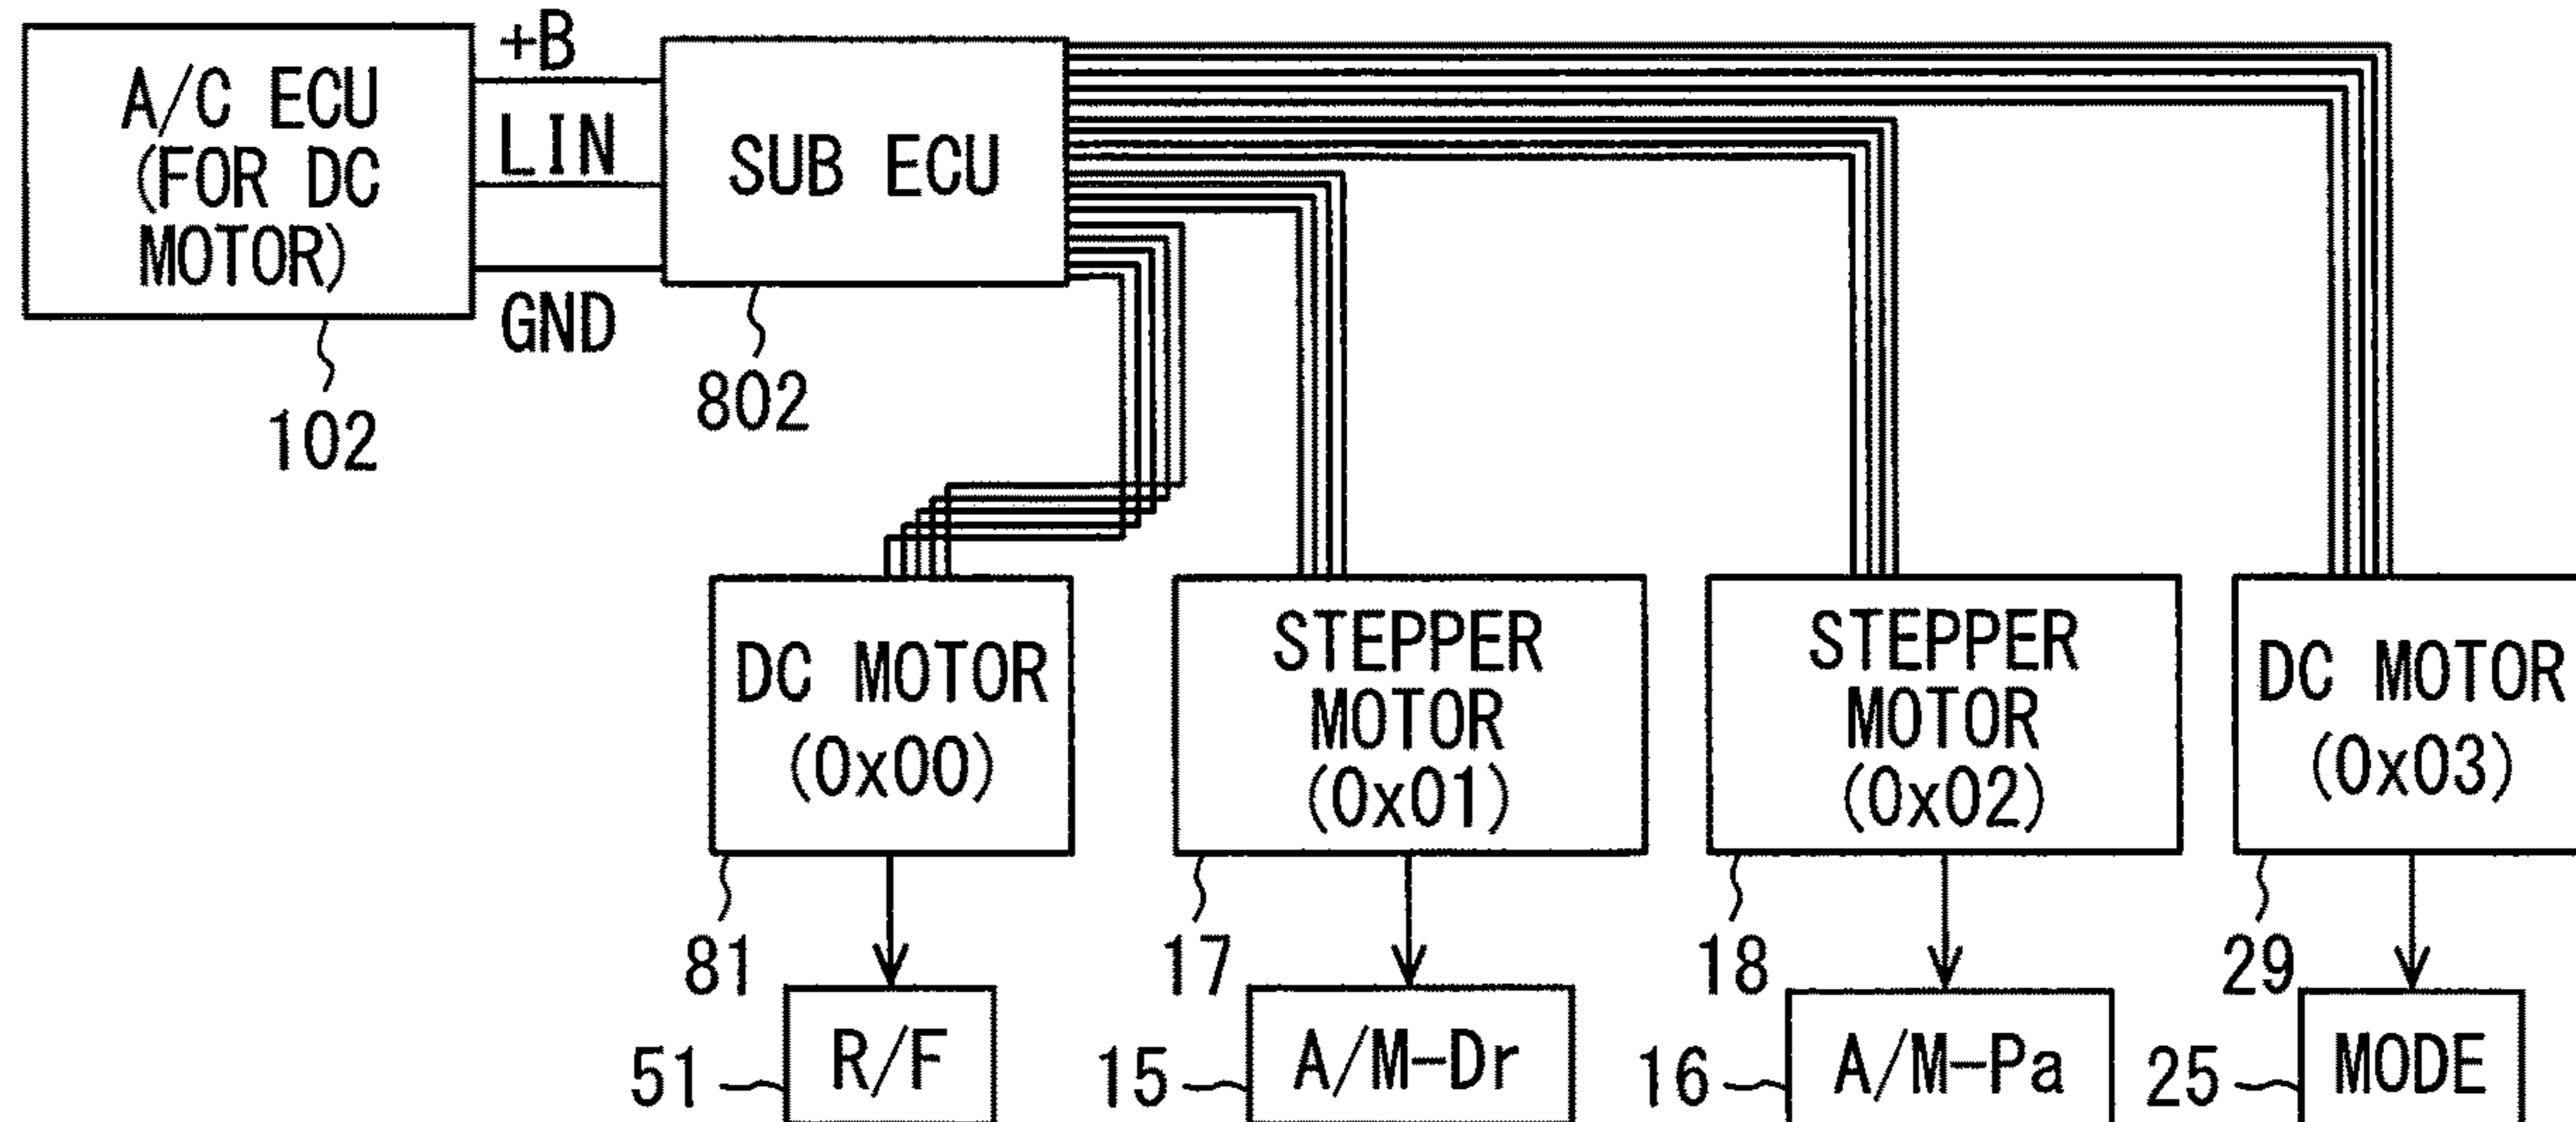 A/C ECU
(FOR DC
MOTOR)
+B
LIN
GND
SUB ECU
102
802
DC MOTOR
(0x00)
STEPPER
MOTOR
(0x01)
STEPPER
MOTOR
(0x02)
DC MOTOR
(0x03)
81
17
18
29
51
R/F
15
A/M-Dr
16
A/M-Pa
25
MODE